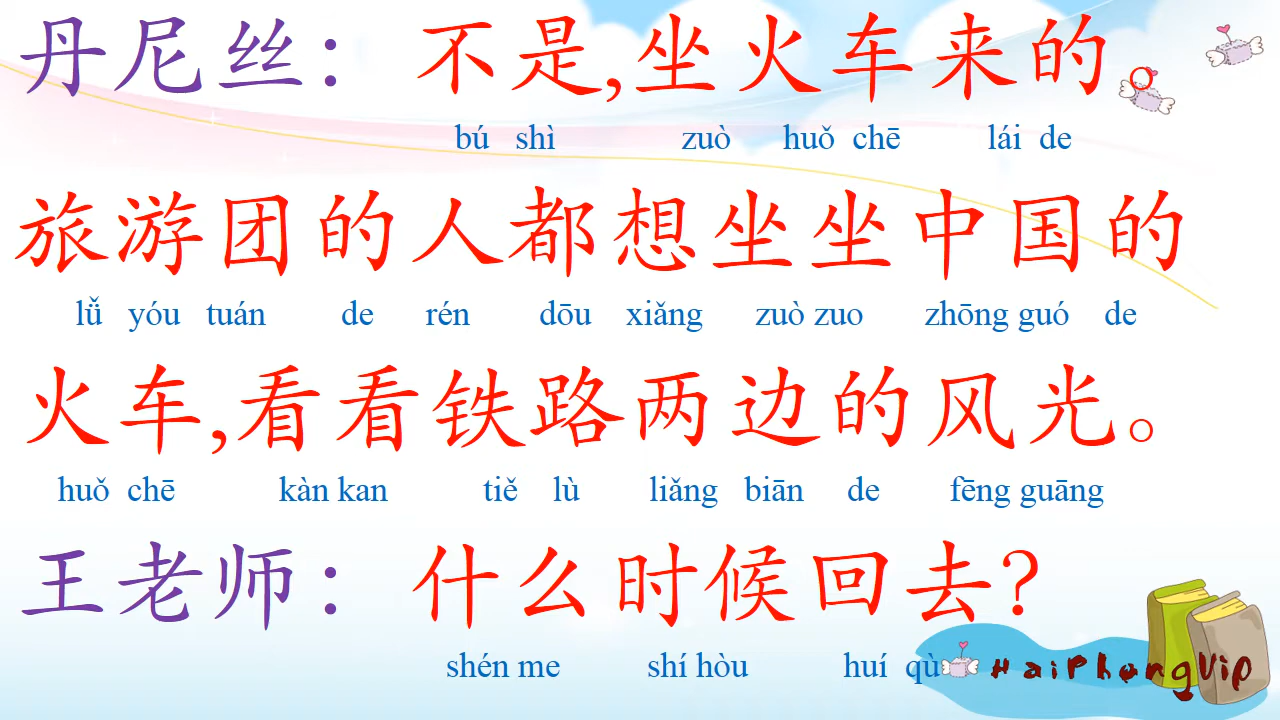 丹尼丝： 不是,坐火车来的。
bú shì zuò huǒ chē lái de
旅游团的人都想坐坐中国的
lǚ yóu tuán de rén dōu xiǎng zuò zuo zhōng guó de
火车,看看铁路两边的风光。
huǒ chē kàn kan tiě lù liǎng biān de fēng guāng
王老师： 什么时候回去?
shén me shí hòu huí qù
HaiPhongVip